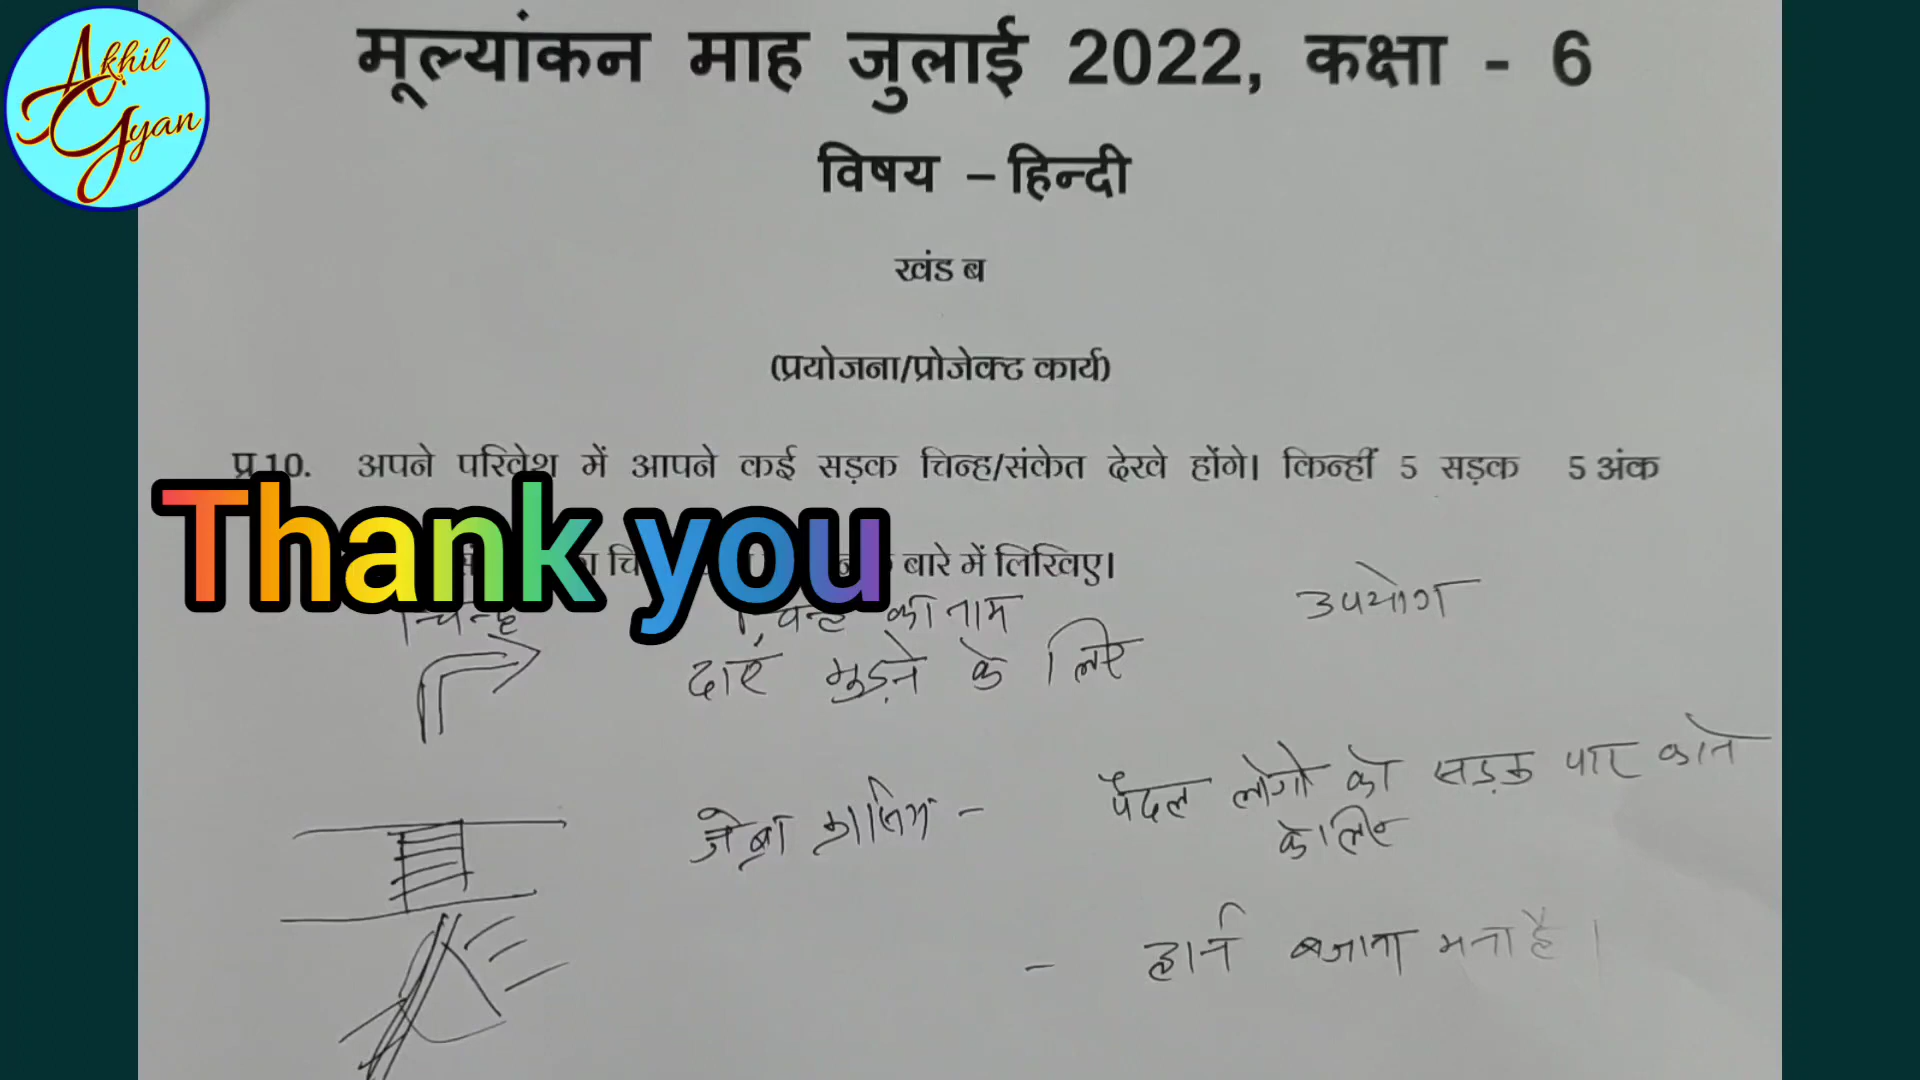 Akhil
Gyan
मूल्यांकन माह जुलाई 2022, कक्षा - 6
विषय – हिन्दी
खंड ब
(प्रयोजना/प्रोजेक्ट कार्य)
प्र 10. अपने परिवेश में आपने कई सड़क चिन्ह/संकेत देखे होंगे। किन्हीं 5 सड़क 5 अंक
Thank you
बारे में लिखिए।
चिन्ह चिन्ह का नाम उपयोग
दाएं मुड़ने के लिए
जेब्रा क्रासिंग - पैदल लोगो को सड़क पार करने
के लिए
- हार्न बजाना मना है।